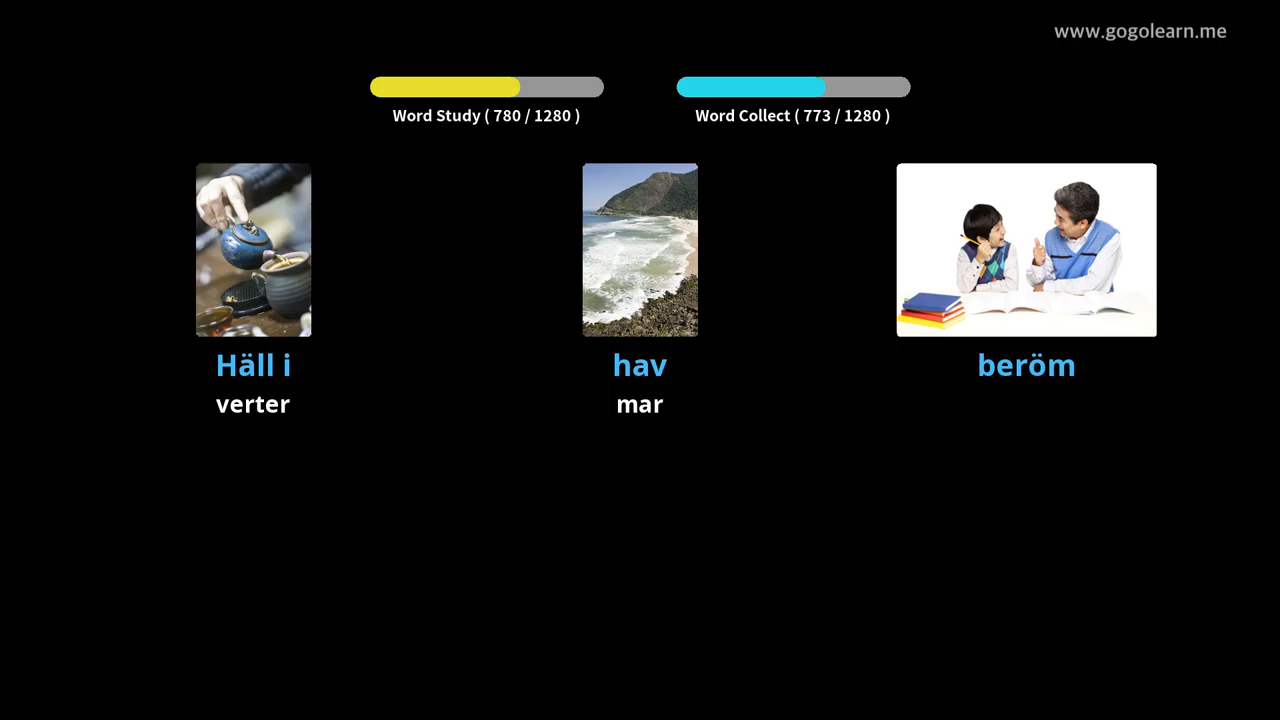 www.gogolearn.me
Word Study ( 780 / 1280 )
Word Collect ( 773 / 1280 )
Häll i
verter
hav
mar
beröm